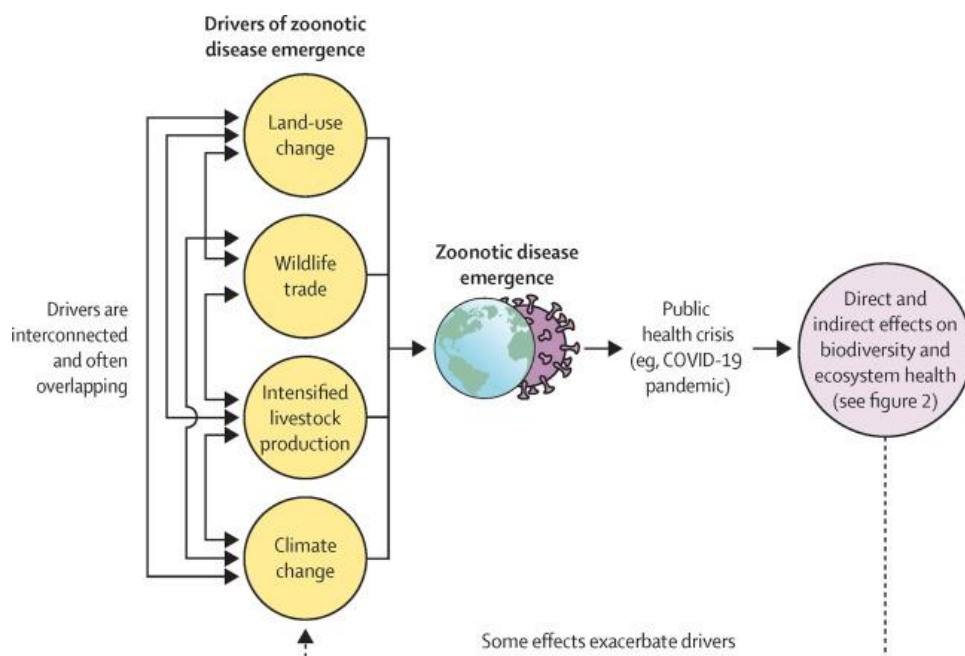 Drivers of zoonotic
disease emergence
Land-use
change
Wildlife
trade
Intensified
livestock
production
Climate
change
Drivers are
interconnected
and often
overlapping
Zoonotic disease
emergence
Public
health crisis
(eg, COVID-19
pandemic)
Direct and
indirect effects on
biodiversity and
ecosystem health
(see figure 2)
Some effects exacerbate drivers